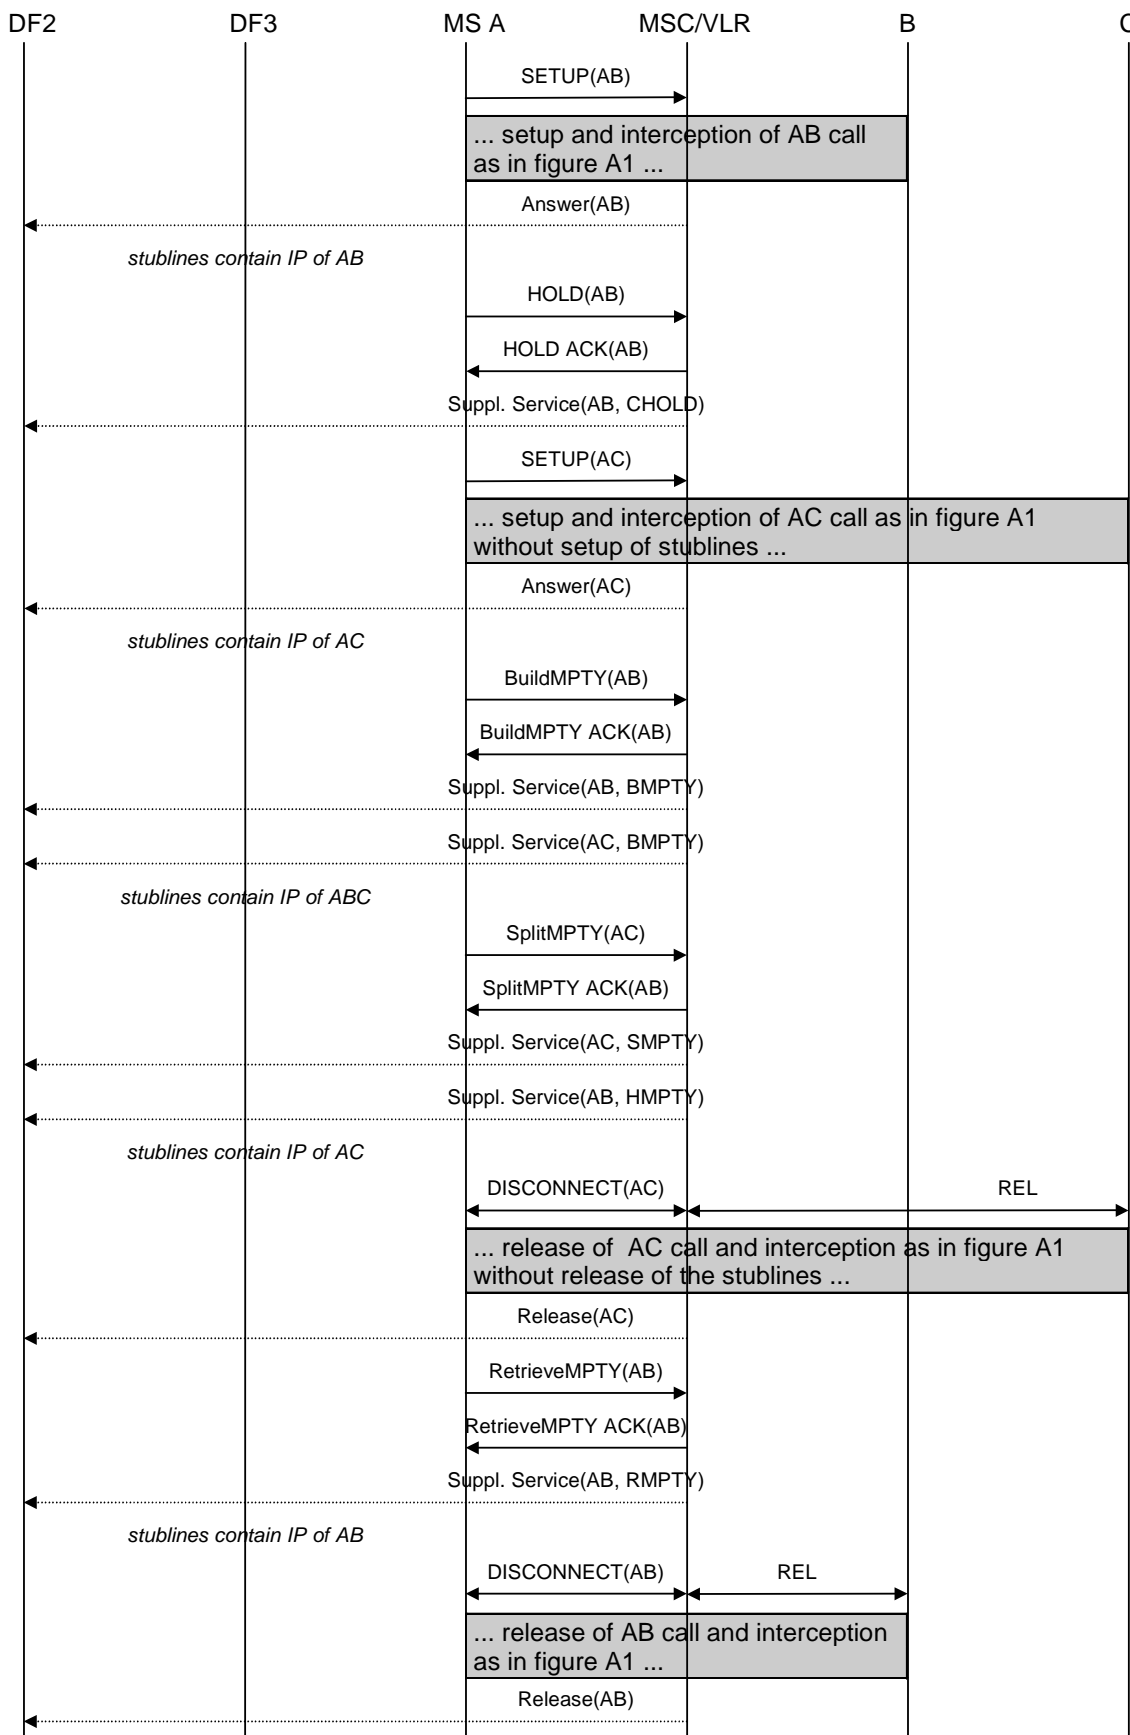 DF2 DF3 MS A MSC/VLR B C
SETUP(AB)
... setup and interception of AB call
as in figure A1 ...
Answer(AB)
stublines contain IP of AB
HOLD(AB)
HOLD ACK(AB)
Suppl. Service(AB, CHOLD)
SETUP(AC)
... setup and interception of AC call as in figure A1
without setup of stublines ...
Answer(AC)
stublines contain IP of AC
BuildMPTY(AB)
BuildMPTY ACK(AB)
Suppl. Service(AB, BMPTY)
Suppl. Service(AC, BMPTY)
stublines contain IP of ABC
SplitMPTY(AC)
SplitMPTY ACK(AB)
Suppl. Service(AC, SMPTY)
Suppl. Service(AB, HMPTY)
stublines contain IP of AC
DISCONNECT(AC) REL
... release of  AC call and interception as in figure A1
without release of the stublines ...
Release(AC)
RetrieveMPTY(AB)
RetrieveMPTY ACK(AB)
Suppl. Service(AB, RMPTY)
stublines contain IP of AB
DISCONNECT(AB) REL
... release of AB call and interception
as in figure A1 ...
Release(AB)